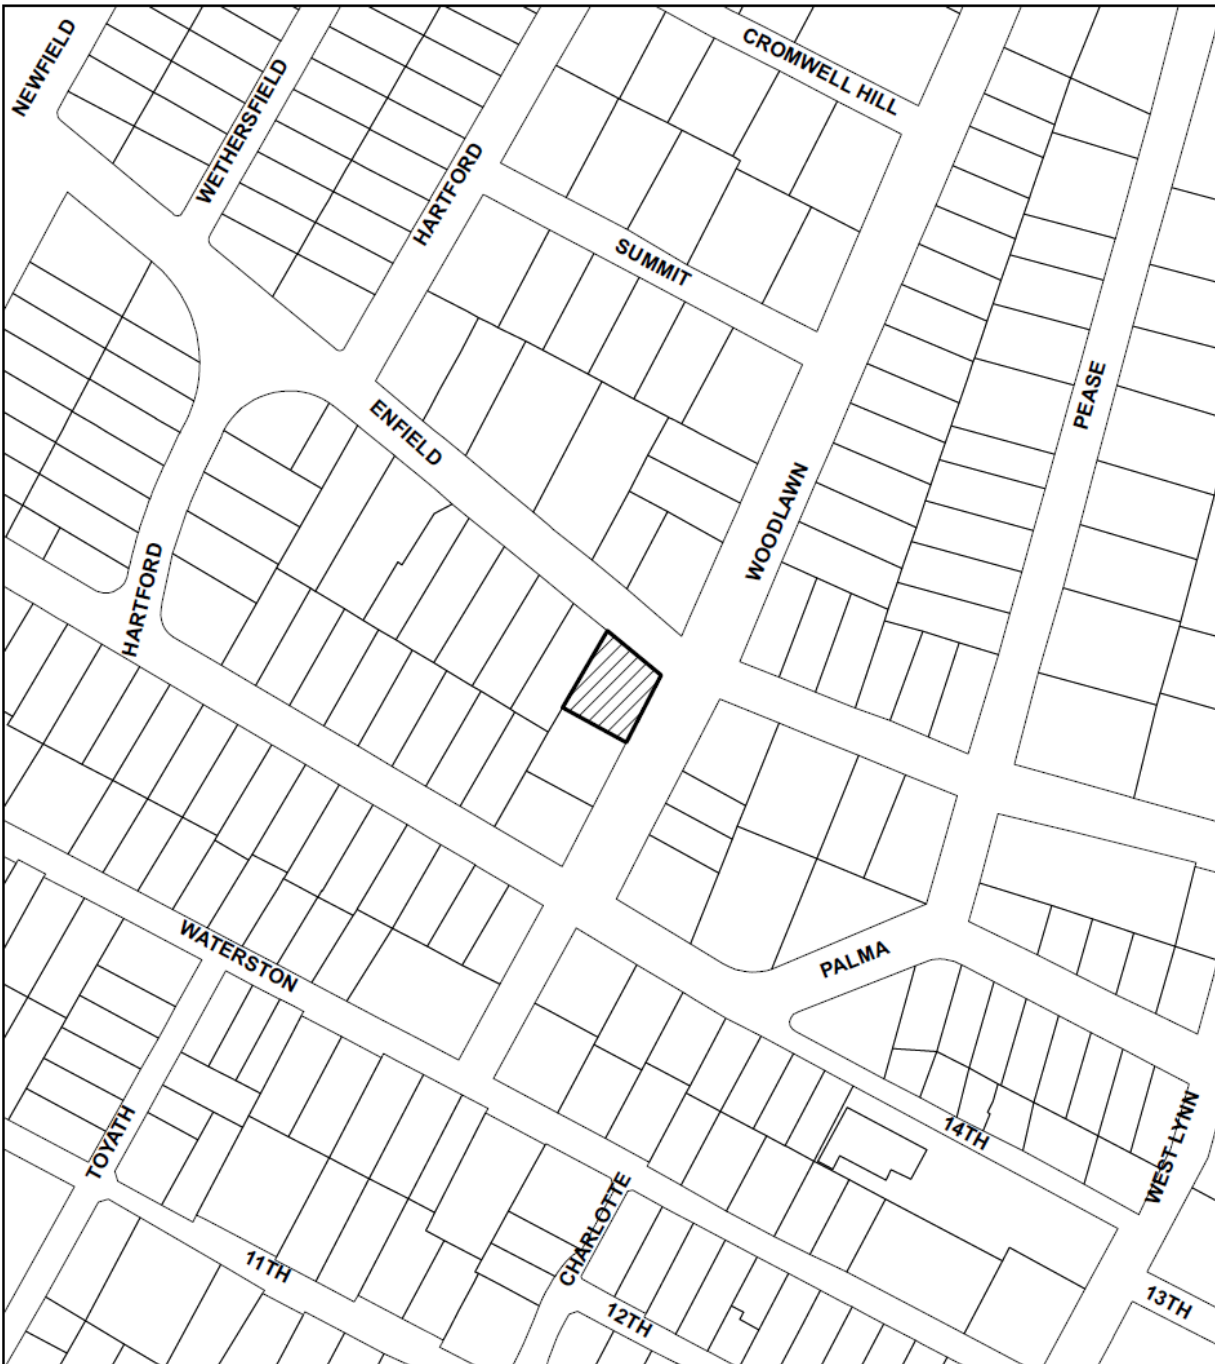 NEWFIELD
WETHERSFIELD
HARTFORD
CROMWELL HILL
SUMMIT
ENFIELD
PEASE
WOODLAWN
HARTFORD
WATERSTON
PALMA
TOYATH
14TH
WEST LYNN
CHARLOTTE
11TH
12TH
13TH